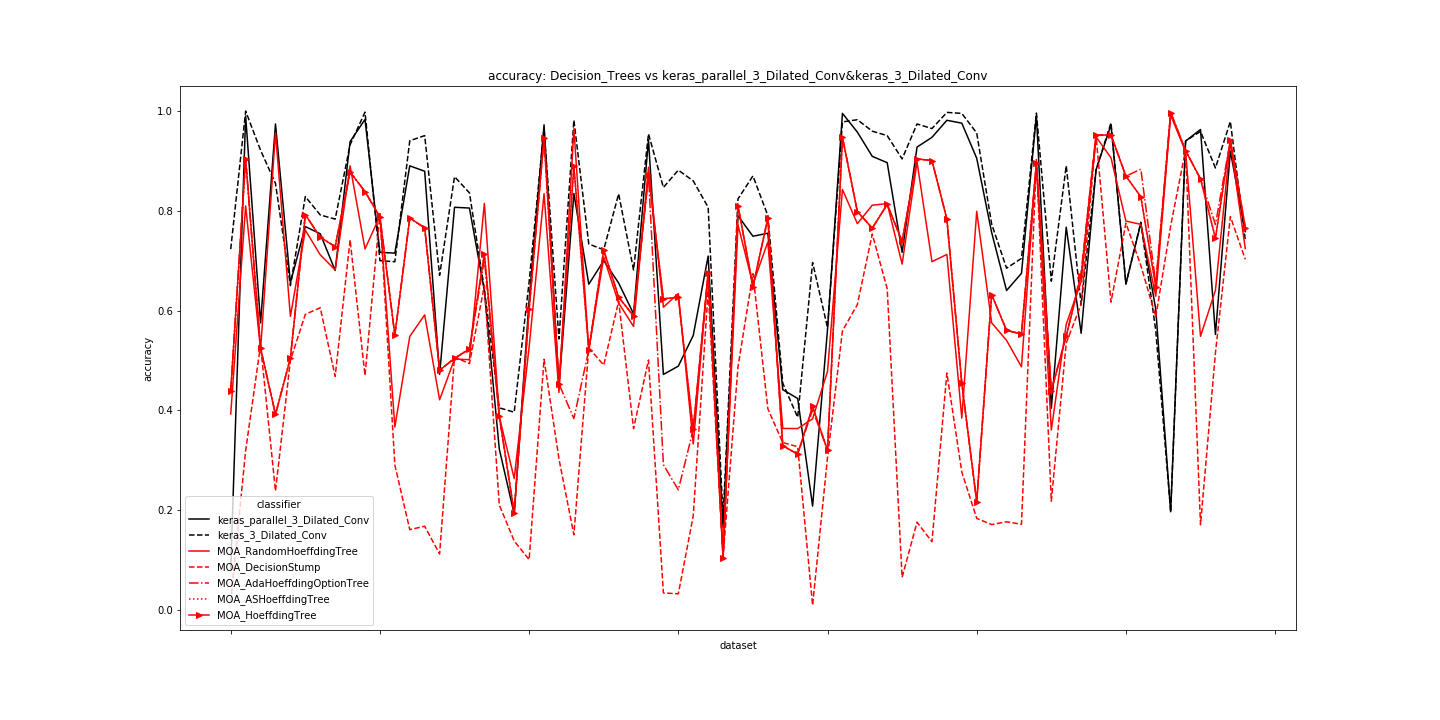 accuracy: Decision_Trees vs keras_parallel_3_Dilated_Conv&keras_3_Dilated_Conv
1.0
0.8
0.6
0.4
0.2
0.0
accuracy
classifier
keras_parallel_3_Dilated_Conv
keras_3_Dilated_Conv
MOA_RandomHoeffdingTree
MOA_DecisionStump
MOA_AdaHoeffdingOptionTree
MOA_ASHoeffdingTree
MOA_HoeffdingTree
dataset